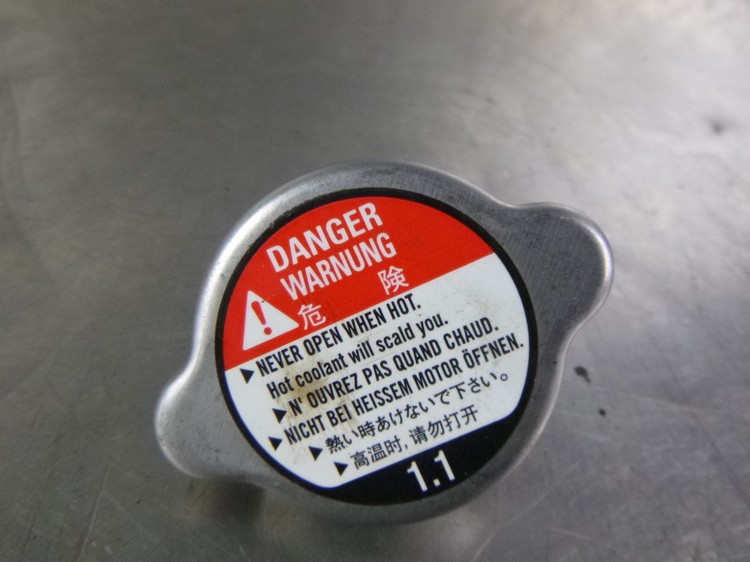 DANGER
WARNUNG
危 険
▶NEVER OPEN WHEN HOT.
Hot coolant will scald you.
▶N' OUVREZ PAS QUAND CHAUD.
▶NICHT BEI HEISSEM MOTOR ÖFFNEN.
▶熱い時あけないで下さい。
▶高温时,请勿打开
1.1